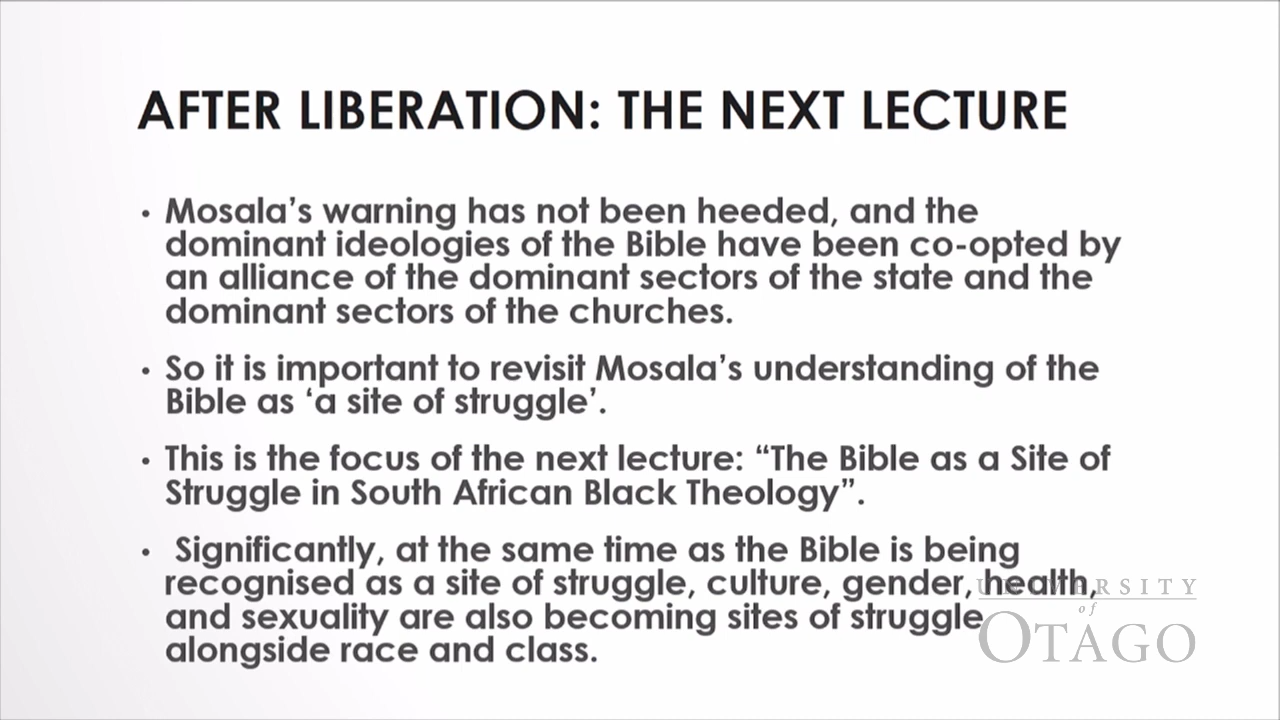 AFTER LIBERATION: THE NEXT LECTURE
• Mosala’s warning has not been heeded, and the
dominant ideologies of the Bible have been co-opted by
an alliance of the dominant sectors of the state and the
dominant sectors of the churches.
• So it is important to revisit Mosala’s understanding of the
Bible as ‘a site of struggle’.
• This is the focus of the next lecture: “The Bible as a Site of
Struggle in South African Black Theology”.
• Significantly, at the same time as the Bible is being
recognised as a site of struggle, culture, gender, health,
and sexuality are also becoming sites of struggle
alongside race and class.
UNIVERSITY
of
OTAGO